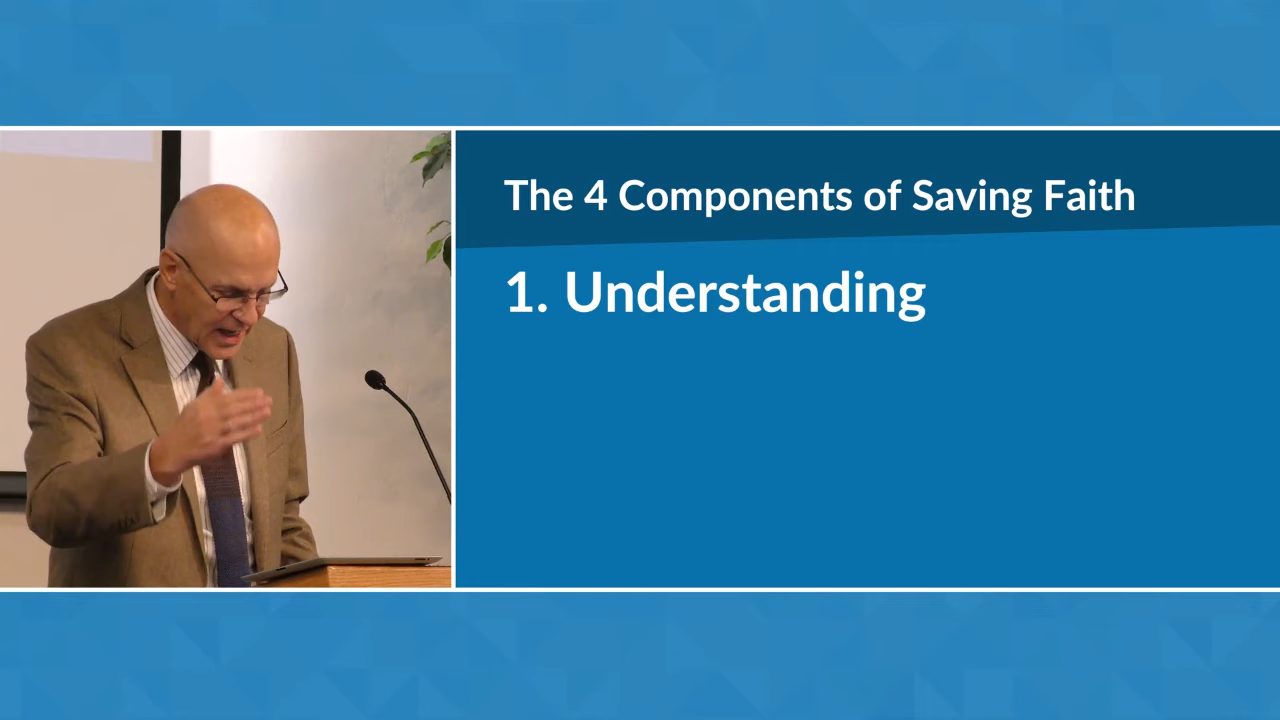 The 4 Components of Saving Faith
1. Understanding